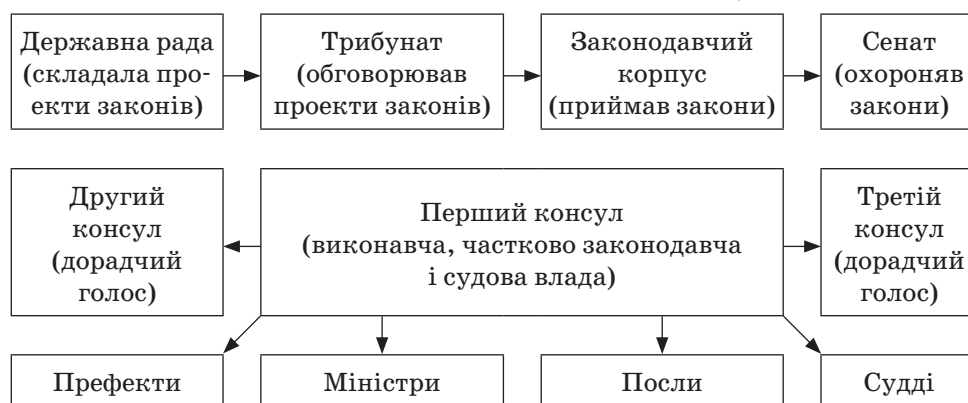 Державна рада
(складала про-
екти законів)
Трибунат
(обговорював
проекти законів)
Законодавчий
корпус
(приймав закони)
Сенат
(охороняв
закони)
Другий
консул
(дорадчий
голос)
Перший консул
(виконавча, частково законодавча
і судова влада)
Третій
консул
(дорадчий
голос)
Префекти
Міністри
Посли
Судді